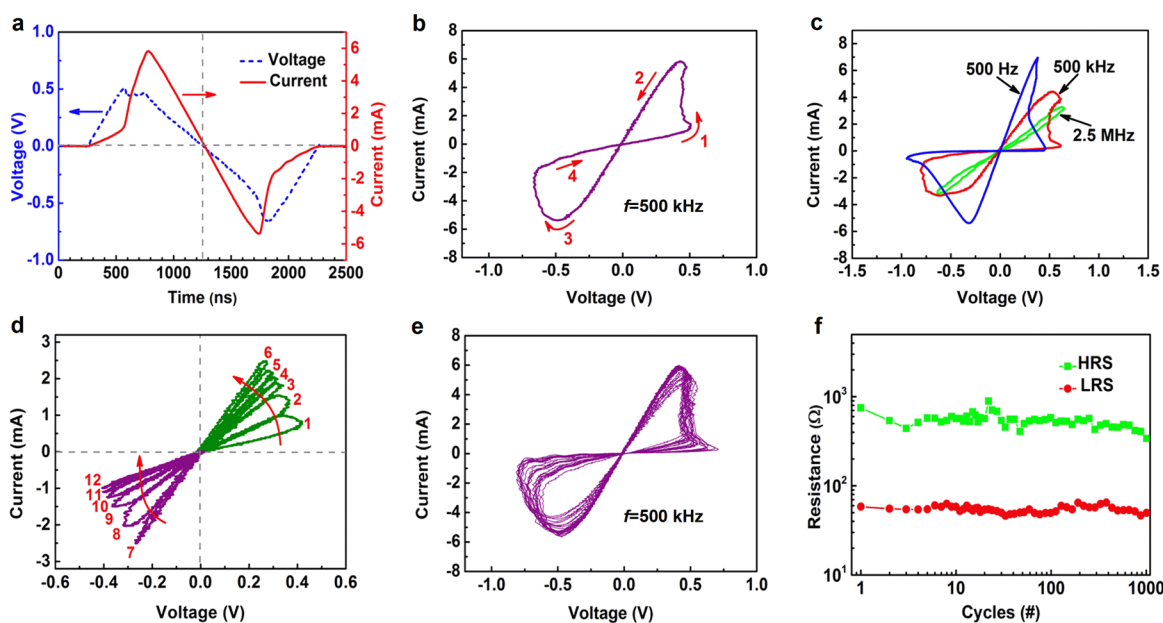 a
1.0
0.5
0.0
-0.5
-1.0
Voltage (V)
Voltage
Current
6
4
2
0
-2
-4
-6
Current (mA)
0 500 1000 1500 2000 2500
Time (ns)
b
8
6
4
2
0
-2
-4
-6
-8
Current (mA)
2
1
4
3
f=500 kHz
-1.0 -0.5 0.0 0.5 1.0
Voltage (V)
c
8
6
4
2
0
-2
-4
-6
-8
Current (mA)
500 Hz
500 kHz
2.5 MHz
-1.5 -1.0 -0.5 0.0 0.5 1.0 1.5
Voltage (V)
d
3
2
1
0
-1
-2
-3
Current (mA)
6
5
4
3
2
1
12
11
10
9
8
7
-0.6 -0.4 -0.2 0.0 0.2 0.4 0.6
Voltage (V)
e
8
6
4
2
0
-2
-4
-6
-8
Current (mA)
f=500 kHz
-1.0 -0.5 0.0 0.5 1.0
Voltage (V)
f
HRS
LRS
10³
10²
10¹
Resistance (Ω)
1 10 100 1000
Cycles (#)